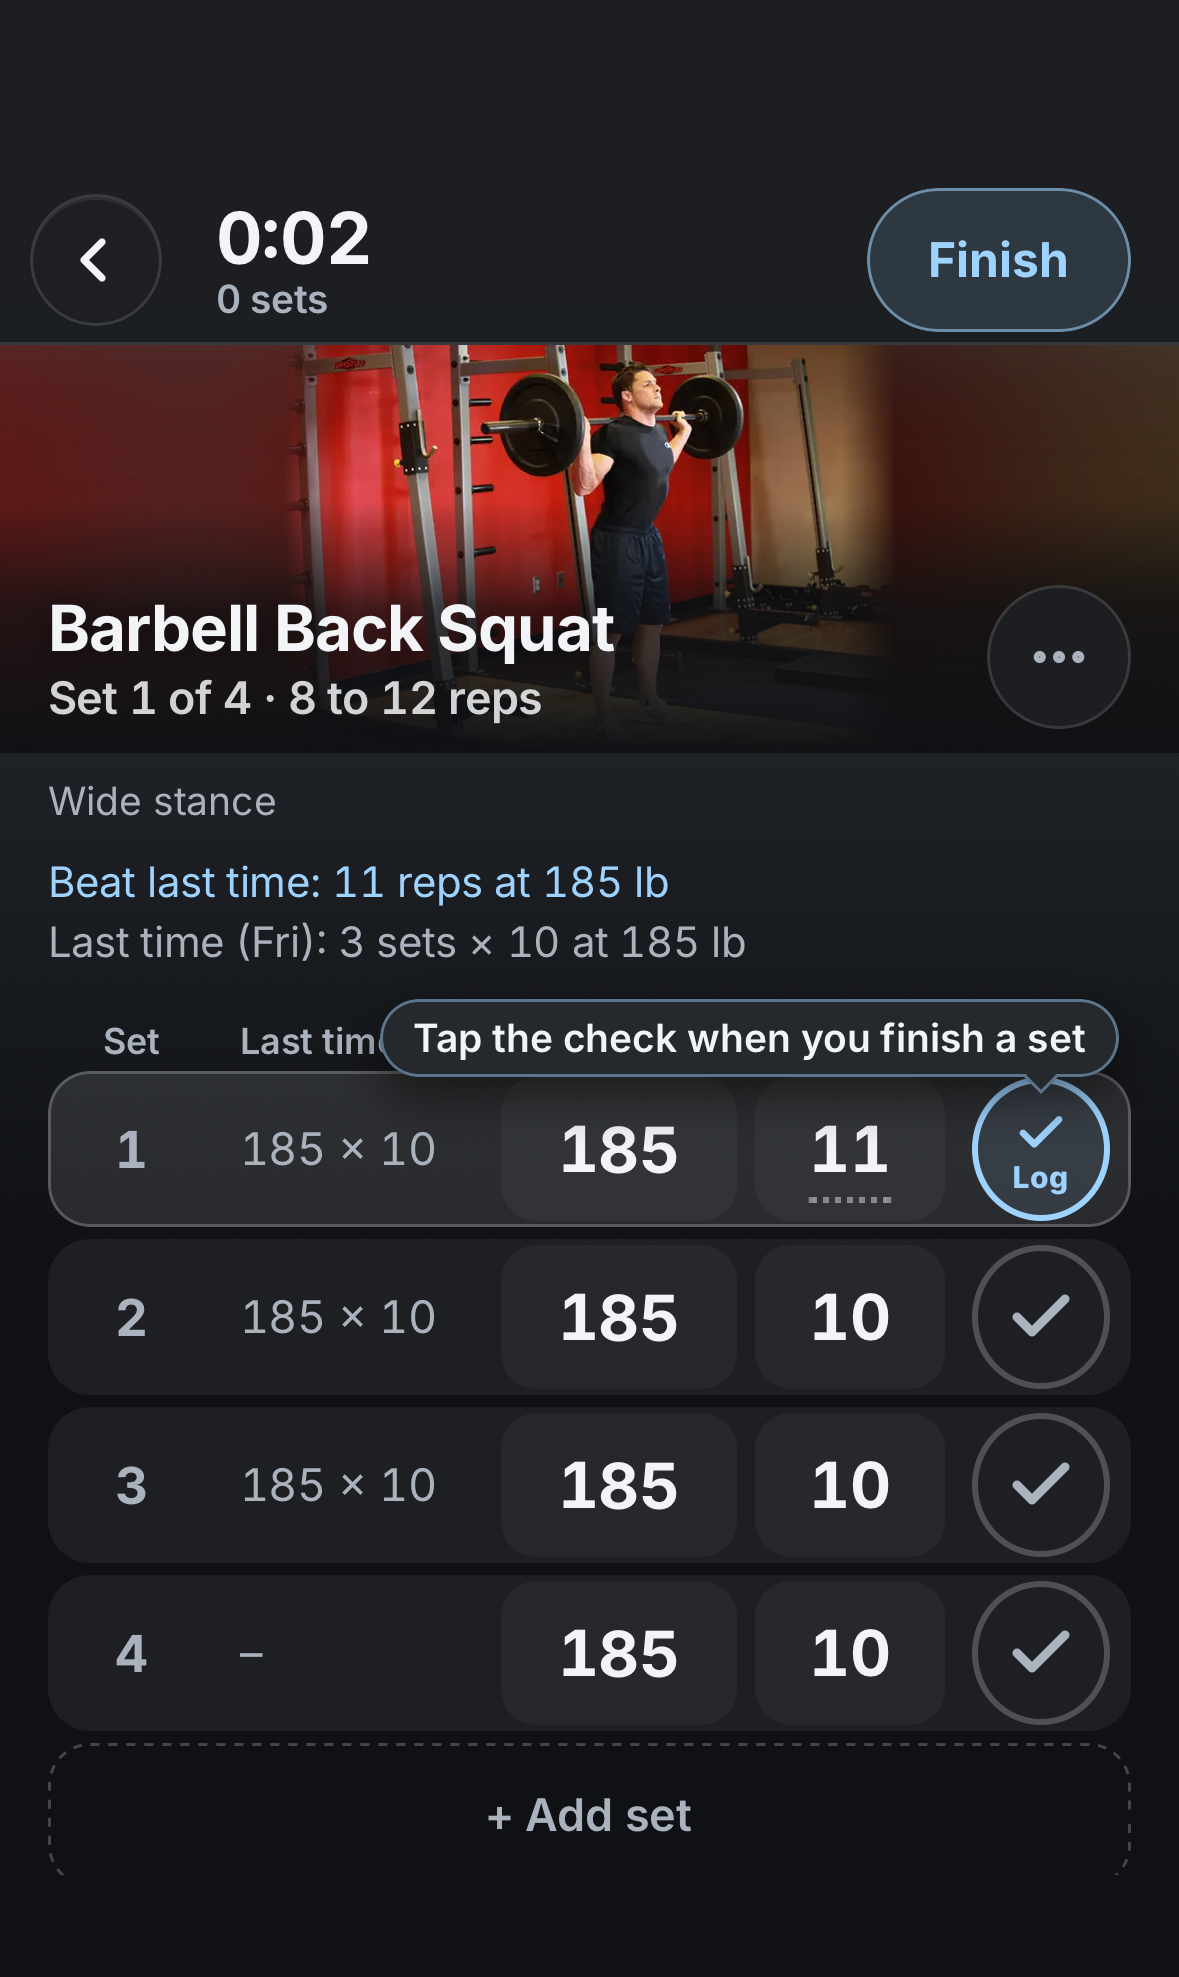 0:02
0 sets
Finish
Barbell Back Squat
Set 1 of 4 · 8 to 12 reps
Wide stance
Beat last time: 11 reps at 185 lb
Last time (Fri): 3 sets × 10 at 185 lb
Tap the check when you finish a set
Set Last time
1 185 × 10 185 11 Log
2 185 × 10 185 10
3 185 × 10 185 10
4 – 185 10
+ Add set